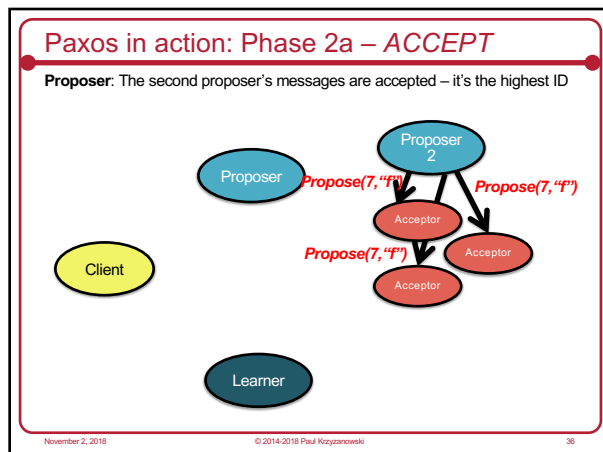 Paxos in action: Phase 2a – ACCEPT
Proposer: The second proposer's messages are accepted – it's the highest ID
Proposer
2
Proposer
Propose(7,"f")
Propose(7,"f")
Acceptor
Propose(7,"f")
Acceptor
Client
Acceptor
Learner
November 2, 2018
© 2014-2018 Paul Krzyzanowski
36